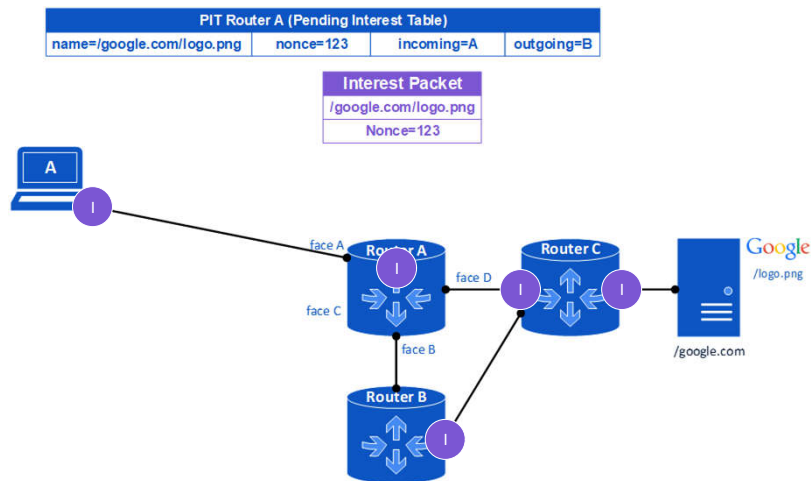 PIT Router A (Pending Interest Table)
name=/google.com/logo.png nonce=123 incoming=A outgoing=B
Interest Packet
/google.com/logo.png
Nonce=123
A
I
face A
Router A
I
face C
face D
face B
Router C
I
I
Google
/logo.png
/google.com
Router B
I